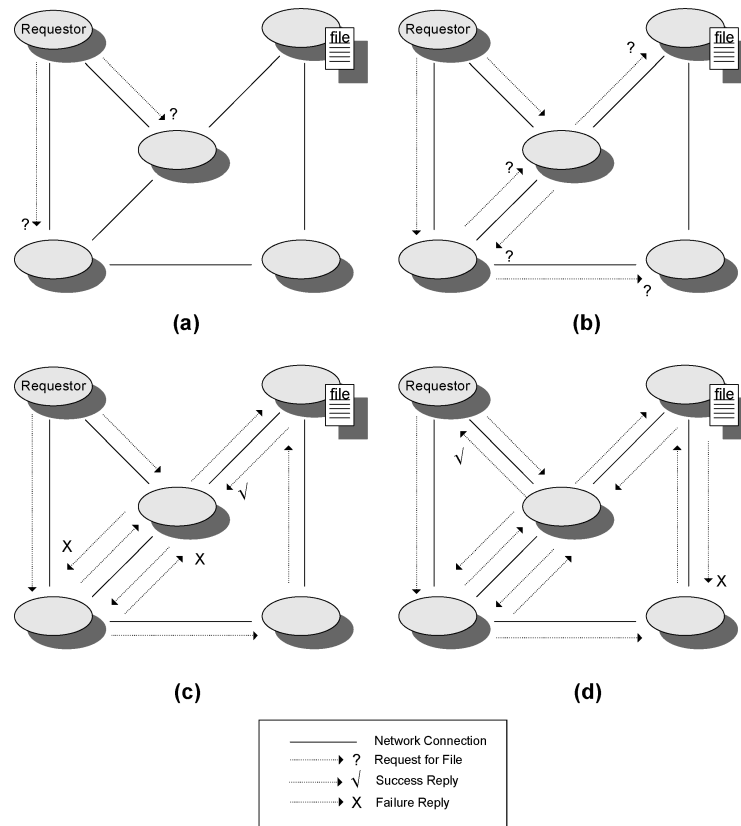 Requestor
file
?
?
(a)
Requestor
file
?
?
?
?
(b)
Requestor
file
√
X
X
(c)
Requestor
file
√
X
(d)
Network Connection
? Request for File
√ Success Reply
X Failure Reply